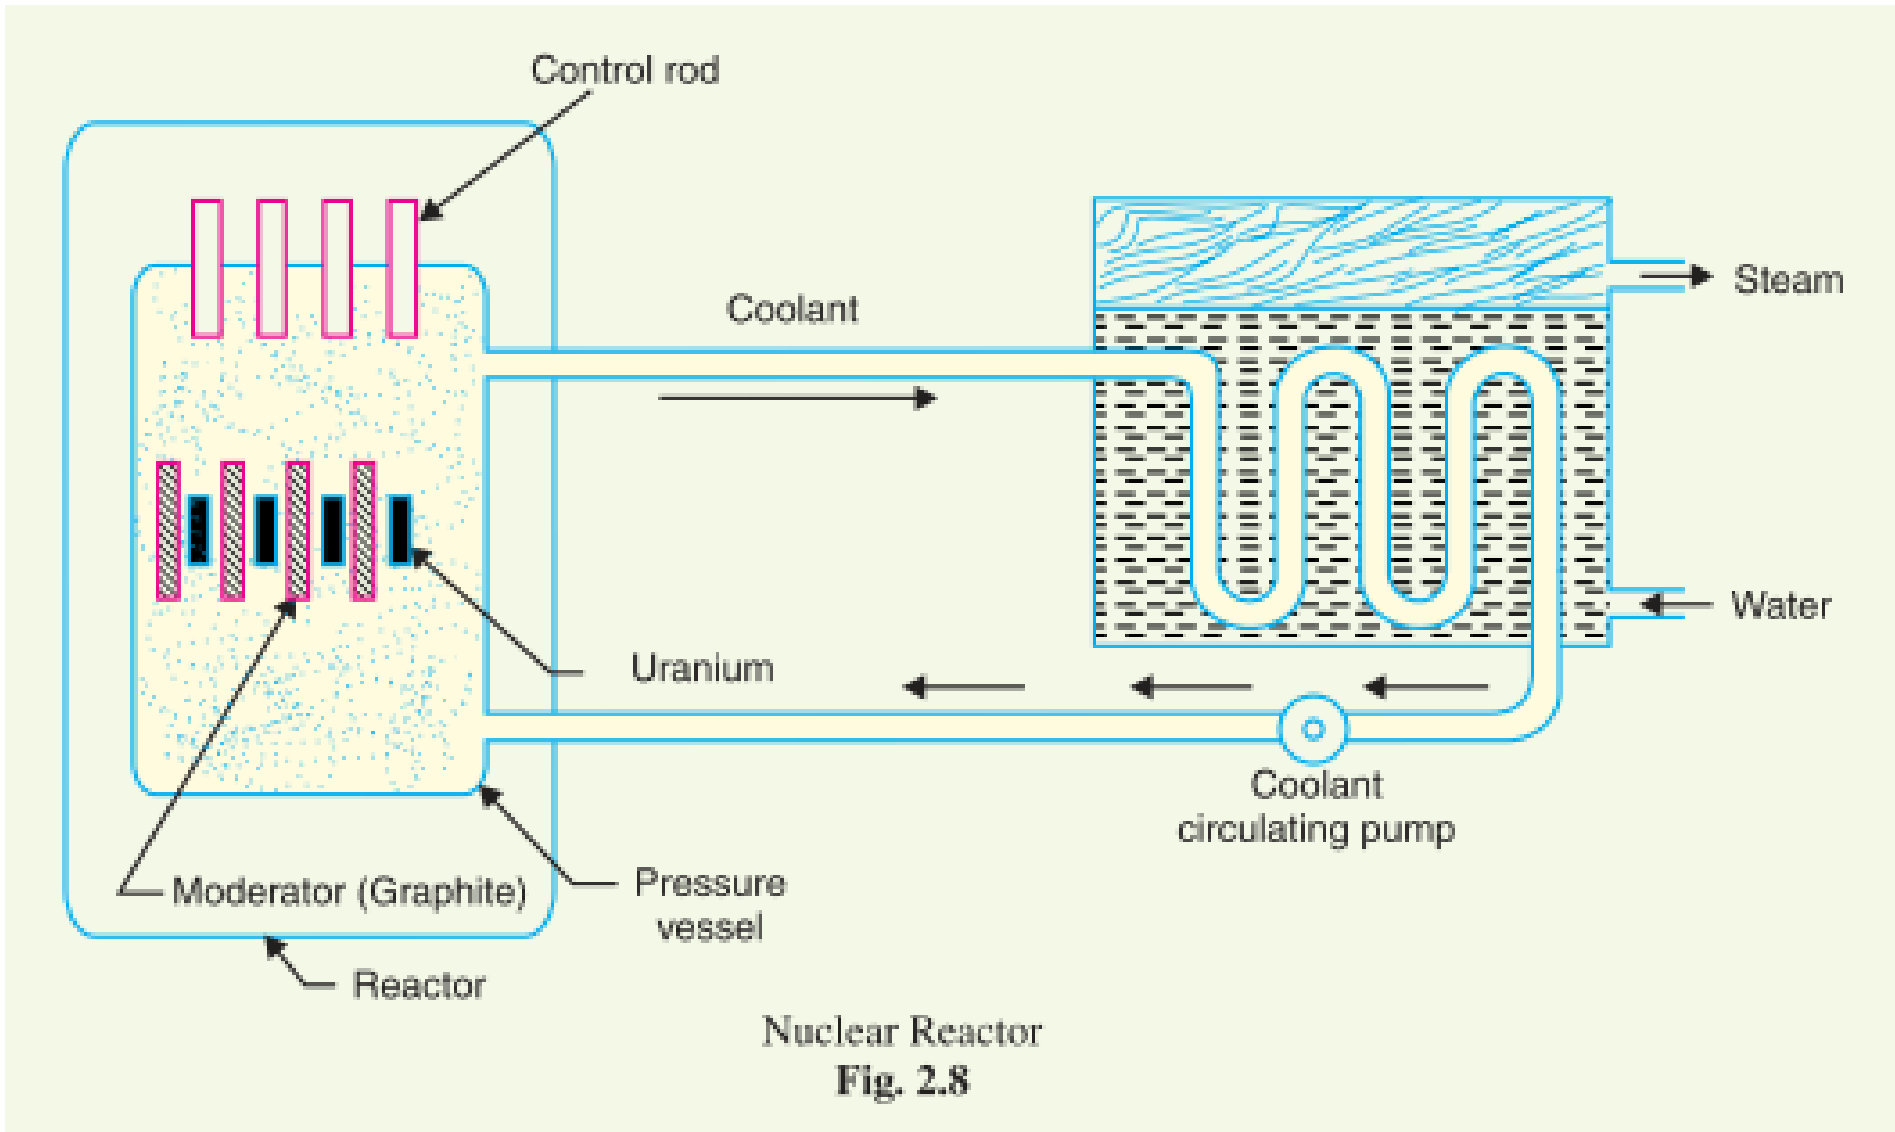 Control rod
Coolant
Steam
Water
Uranium
Coolant
circulating pump
Moderator (Graphite)
Pressure
vessel
Reactor
Nuclear Reactor
Fig. 2.8